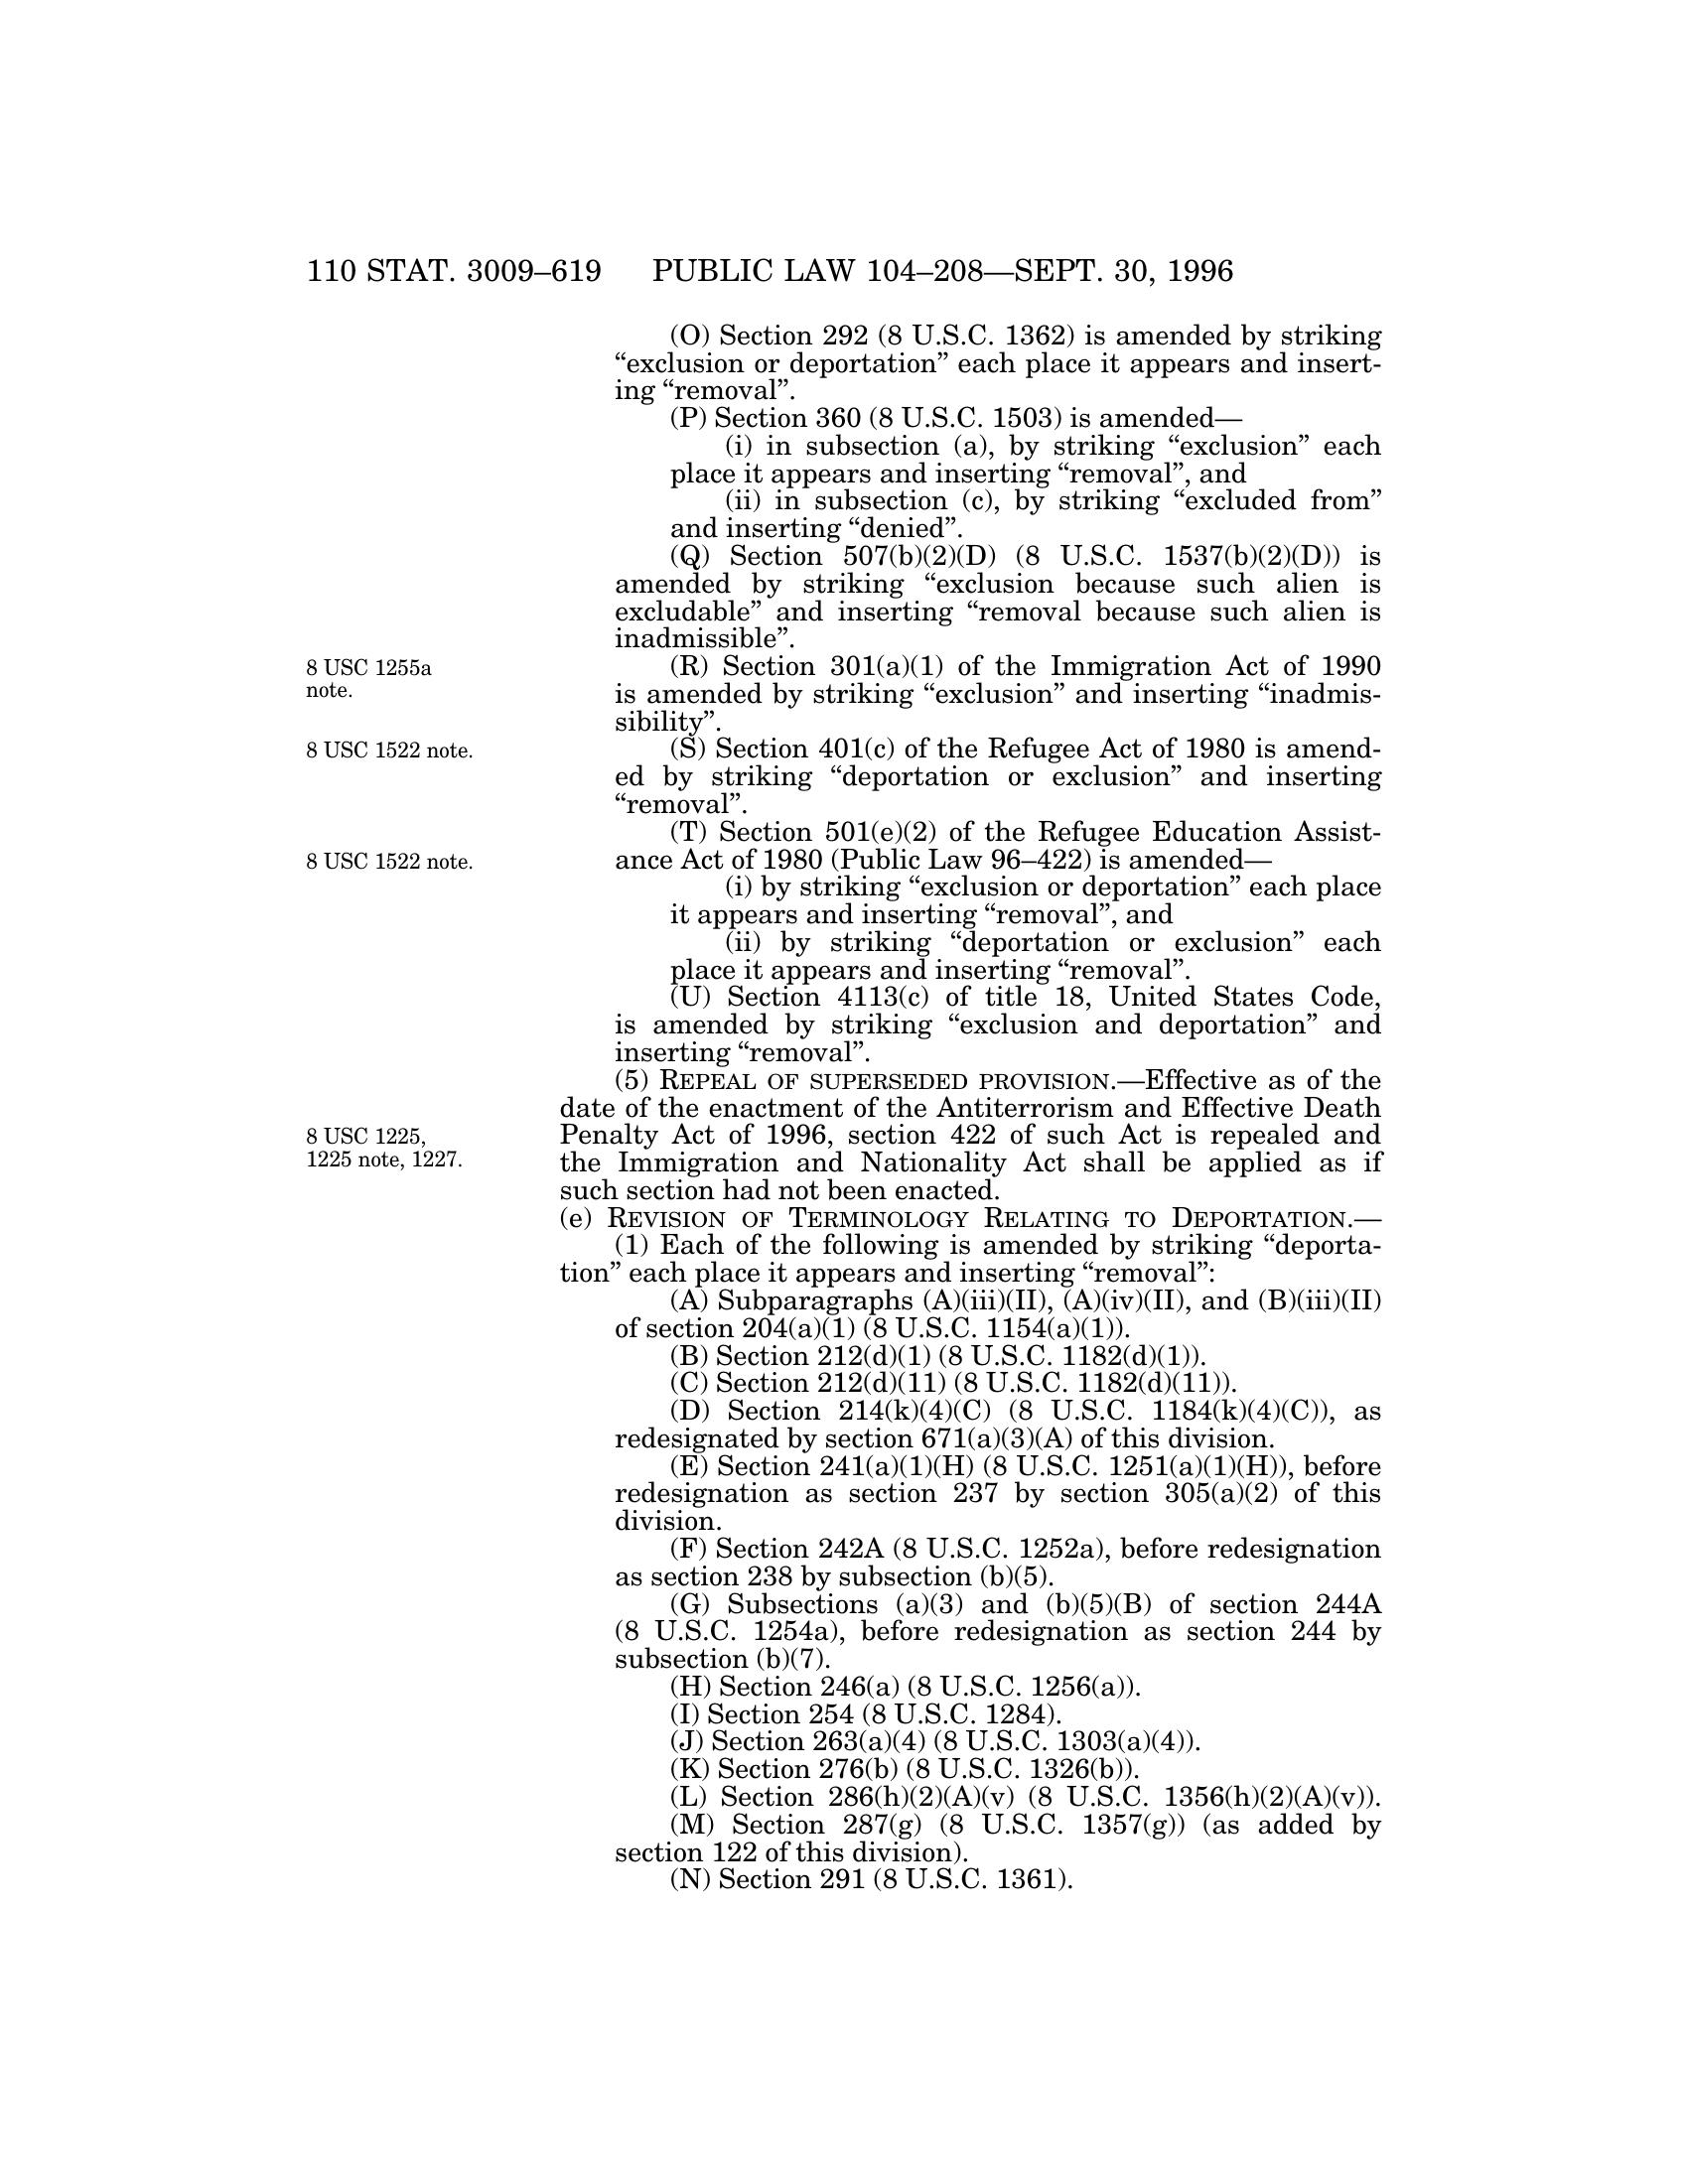 110 STAT. 3009–619 PUBLIC LAW 104–208—SEPT. 30, 1996
(O) Section 292 (8 U.S.C. 1362) is amended by striking
“exclusion or deportation” each place it appears and insert-
ing “removal”.
(P) Section 360 (8 U.S.C. 1503) is amended—
(i) in subsection (a), by striking “exclusion” each
place it appears and inserting “removal”, and
(ii) in subsection (c), by striking “excluded from”
and inserting “denied”.
(Q) Section 507(b)(2)(D) (8 U.S.C. 1537(b)(2)(D)) is
amended by striking “exclusion because such alien is
excludable” and inserting “removal because such alien is
inadmissible”.
8 USC 1255a
note.
(R) Section 301(a)(1) of the Immigration Act of 1990
is amended by striking “exclusion” and inserting “inadmis-
sibility”.
8 USC 1522 note.
(S) Section 401(c) of the Refugee Act of 1980 is amend-
ed by striking “deportation or exclusion” and inserting
“removal”.
(T) Section 501(e)(2) of the Refugee Education Assist-
8 USC 1522 note.
ance Act of 1980 (Public Law 96–422) is amended—
(i) by striking “exclusion or deportation” each place
it appears and inserting “removal”, and
(ii) by striking “deportation or exclusion” each
place it appears and inserting “removal”.
(U) Section 4113(c) of title 18, United States Code,
is amended by striking “exclusion and deportation” and
inserting “removal”.
(5) REPEAL OF SUPERSEDED PROVISION.—Effective as of the
date of the enactment of the Antiterrorism and Effective Death
8 USC 1225,
1225 note, 1227.
Penalty Act of 1996, section 422 of such Act is repealed and
the Immigration and Nationality Act shall be applied as if
such section had not been enacted.
(e) REVISION OF TERMINOLOGY RELATING TO DEPORTATION.—
(1) Each of the following is amended by striking “deporta-
tion” each place it appears and inserting “removal”:
(A) Subparagraphs (A)(iii)(II), (A)(iv)(II), and (B)(iii)(II)
of section 204(a)(1) (8 U.S.C. 1154(a)(1)).
(B) Section 212(d)(1) (8 U.S.C. 1182(d)(1)).
(C) Section 212(d)(11) (8 U.S.C. 1182(d)(11)).
(D) Section 214(k)(4)(C) (8 U.S.C. 1184(k)(4)(C)), as
redesignated by section 671(a)(3)(A) of this division.
(E) Section 241(a)(1)(H) (8 U.S.C. 1251(a)(1)(H)), before
redesignation as section 237 by section 305(a)(2) of this
division.
(F) Section 242A (8 U.S.C. 1252a), before redesignation
as section 238 by subsection (b)(5).
(G) Subsections (a)(3) and (b)(5)(B) of section 244A
(8 U.S.C. 1254a), before redesignation as section 244 by
subsection (b)(7).
(H) Section 246(a) (8 U.S.C. 1256(a)).
(I) Section 254 (8 U.S.C. 1284).
(J) Section 263(a)(4) (8 U.S.C. 1303(a)(4)).
(K) Section 276(b) (8 U.S.C. 1326(b)).
(L) Section 286(h)(2)(A)(v) (8 U.S.C. 1356(h)(2)(A)(v)).
(M) Section 287(g) (8 U.S.C. 1357(g)) (as added by
section 122 of this division).
(N) Section 291 (8 U.S.C. 1361).